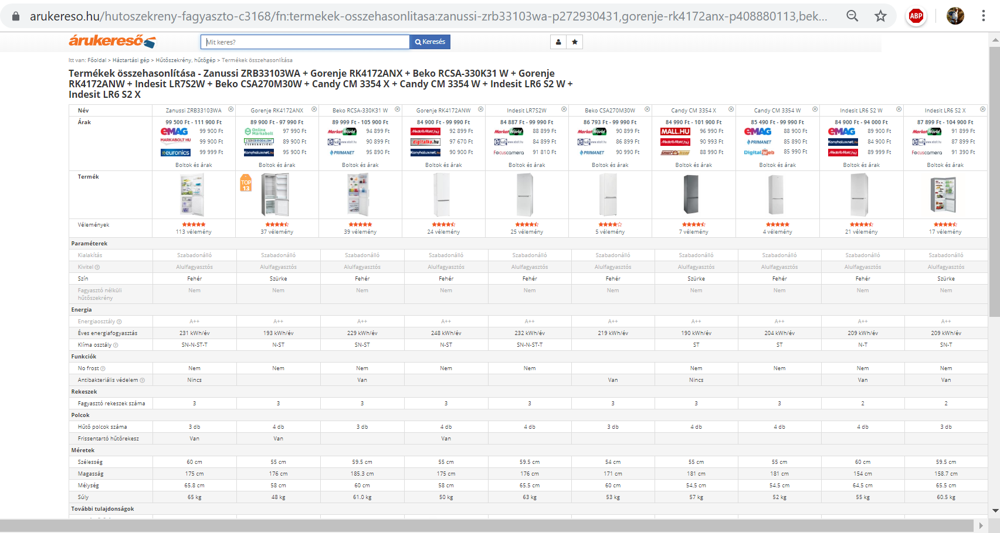 arukereso.hu/hutoszekreny-fagyaszto-c3168/fn:termekek-osszehasonlitasa:zanussi-zrb33103wa-p272930431,gorenje-rk4172anx-p408880113,bek...
ABP
árukereső
Mit keres?
Keresés
Itt van: Főoldal > Háztartási gép > Hűtőszekrény, hűtőgép > Termékek összehasonlítása
Termékek összehasonlítása - Zanussi ZRB33103WA + Gorenje RK4172ANX + Beko RCSA-330K31 W + Gorenje
RK4172ANW + Indesit LR7S2W + Beko CSA270M30W + Candy CM 3354 X + Candy CM 3354 W + Indesit LR6 S2 W +
Indesit LR6 S2 X
Név Zanussi ZRB33103WA Gorenje RK4172ANX Beko RCSA-330K31 W Gorenje RK4172ANW Indesit LR7S2W Beko CSA270M30W Candy CM 3354 X Candy CM 3354 W Indesit LR6 S2 W Indesit LR6 S2 X
Árak 99 500 Ft - 111 900 Ft 89 900 Ft - 97 990 Ft 89 999 Ft - 105 900 Ft 84 900 Ft - 99 990 Ft 84 887 Ft - 99 990 Ft 86 793 Ft - 99 990 Ft 84 990 Ft - 101 900 Ft 85 490 Ft - 99 990 Ft 84 900 Ft - 94 000 Ft 87 899 Ft - 104 900 Ft
eMAG 99 900 Ft Online Márkabolt 97 990 Ft MarketWorld 94 899 Ft MediaMarkt.hu 92 899 Ft MarketWorld 88 899 Ft MarketWorld 90 899 Ft MALL.HU 96 990 Ft eMAG 88 900 Ft eMAG 89 900 Ft MarketWorld 91 899 Ft
MARKABOLT.HU 99 900 Ft CSEREBIRODALOM 89 900 Ft www.etoll.hu 90 899 Ft digitalko.hu 97 670 Ft www.etoll.hu 84 899 Ft www.etoll.hu 86 899 Ft MediaMarkt.hu 90 993 Ft PRIMANET 85 890 Ft Konyhaluxnet.hu 84 900 Ft www.etoll.hu 87 899 Ft
euronics 99 999 Ft Konyhaluxnet.hu 95 900 Ft PRIMANET 95 890 Ft Konyhaluxnet.hu 90 900 Ft Focuscamera 91 810 Ft PRIMANET 90 990 Ft 88 990 Ft DigitalWeb 85 990 Ft MediaMarkt.hu 89 999 Ft Focuscamera 91 390 Ft
Boltok és árak Boltok és árak Boltok és árak Boltok és árak Boltok és árak Boltok és árak Boltok és árak Boltok és árak Boltok és árak Boltok és árak
Termék TOP 13
Vélemények 113 vélemény 37 vélemény 39 vélemény 24 vélemény 25 vélemény 5 vélemény 7 vélemény 4 vélemény 21 vélemény 17 vélemény
Paraméterek
Kialakítás Szabadonálló Szabadonálló Szabadonálló Szabadonálló Szabadonálló Szabadonálló Szabadonálló Szabadonálló Szabadonálló Szabadonálló
Kivitel Alulfagyasztós Alulfagyasztós Alulfagyasztós Alulfagyasztós Alulfagyasztós Alulfagyasztós Alulfagyasztós Alulfagyasztós Alulfagyasztós Alulfagyasztós
Szín Fehér Szürke Fehér Fehér Fehér Fehér Szürke Fehér Fehér Szürke
Fagyasztó nélküli hűtőszekrény Nem Nem Nem Nem Nem Nem Nem Nem Nem Nem
Energia
Energiaosztály A++ A++ A++ A++ A++ A++ A++ A++ A++ A++
Éves energiafogyasztás 231 kWh/év 193 kWh/év 229 kWh/év 248 kWh/év 232 kWh/év 219 kWh/év 190 kWh/év 204 kWh/év 209 kWh/év 209 kWh/év
Klíma osztály SN-N-ST-T N-ST SN-ST N-ST SN-N-ST-T ST ST N-T SN-T
Funkciók
No frost Nem Nem Nem Nem Nem Nem Nem Nem Nem
Antibakteriális védelem Nincs Van Van Nincs Van Van
Rekeszek
Fagyasztó rekeszek száma 3 3 3 3 3 3 3 3 2 2
Polcok
Hűtő polcok száma 3 db 4 db 3 db 4 db 4 db 3 db 4 db 4 db 4 db 3 db
Frissentartó hűtőrekesz Van Van Van
Méretek
Szélesség 60 cm 55 cm 59.5 cm 55 cm 59.5 cm 54 cm 55 cm 55 cm 60 cm 59.5 cm
Magasság 175 cm 176 cm 185.3 cm 175 cm 176 cm 171 cm 181 cm 181 cm 154 cm 158.7 cm
Mélység 65.8 cm 58 cm 60 cm 58 cm 65.5 cm 60 cm 54,5 cm 54.5 cm 64,5 cm 65.5 cm
Súly 65 kg 48 kg 61.0 kg 50 kg 63 kg 53 kg 57 kg 52 kg 55 kg 60.5 kg
További tulajdonságok